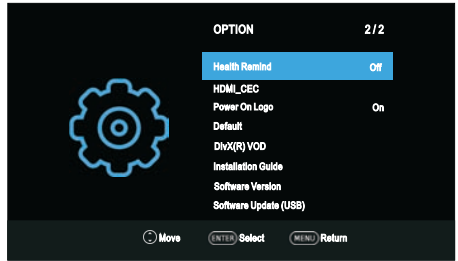 OPTION 2/2
Health Remind Off
HDMI_CEC
Power On Logo On
Default
DivX(R) VOD
Installation Guide
Software Version
Software Update (USB)
Move ENTER Select MENU Return